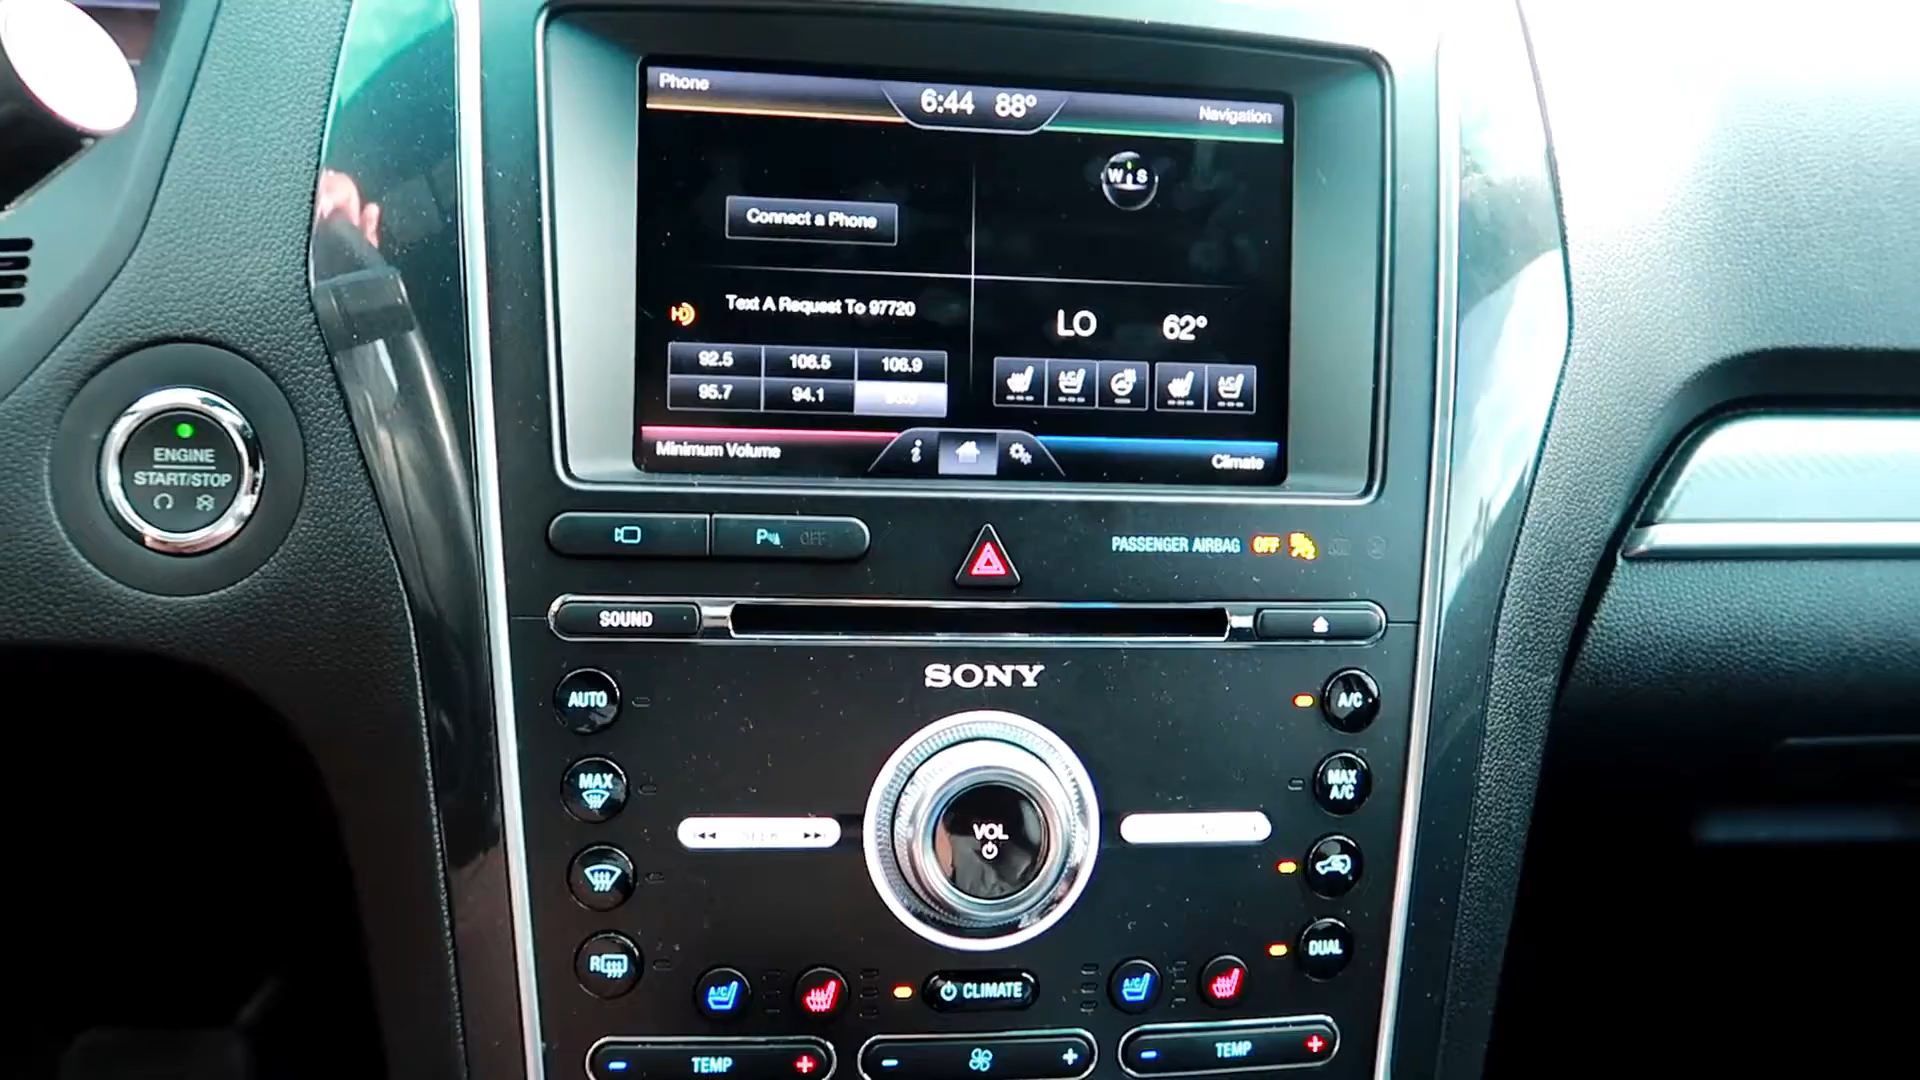 Phone
6:44 88°
Navigation
W S
Connect a Phone
Text A Request To 97720
HD
LO 62°
92.5 106.5 106.9
95.7 94.1
A/C A/C
Minimum Volume
i
Climate
ENGINE
START/STOP
P OFF
PASSENGER AIRBAG OFF
SOUND
SONY
AUTO
A/C
MAX
MAX
A/C
SEEK
VOL
R
DUAL
A/C
CLIMATE
A/C
- TEMP +
- +
- TEMP +